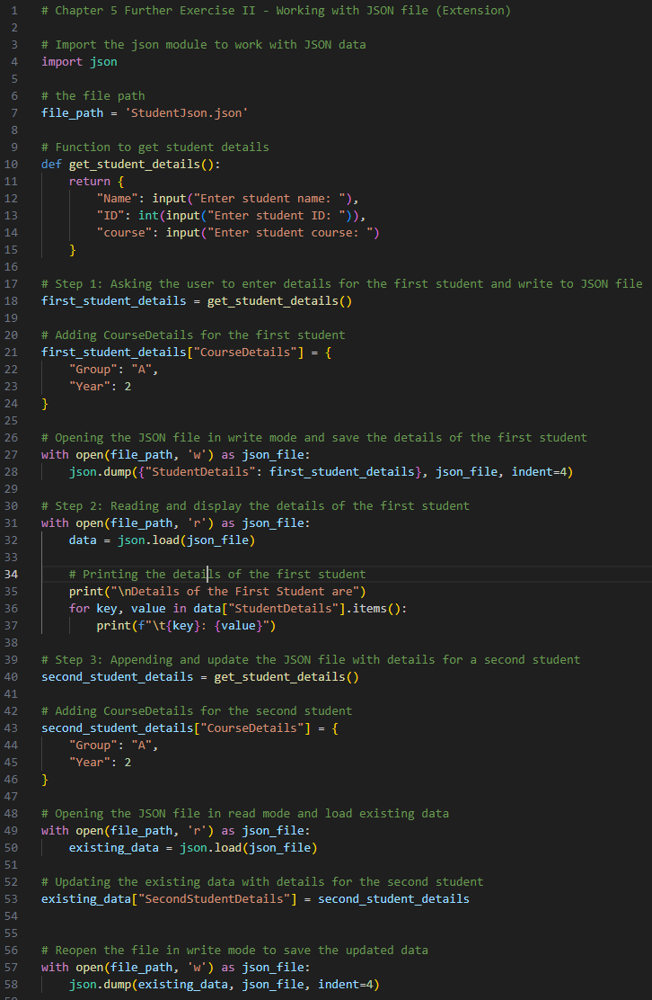 1 # Chapter 5 Further Exercise II - Working with JSON file (Extension)
2
3 # Import the json module to work with JSON data
4 import json
5
6 # the file path
7 file_path = 'StudentJson.json'
8
9 # Function to get student details
10 def get_student_details():
11     return {
12         "Name": input("Enter student name: "),
13         "ID": int(input("Enter student ID: ")),
14         "course": input("Enter student course: ")
15     }
16
17 # Step 1: Asking the user to enter details for the first student and write to JSON file
18 first_student_details = get_student_details()
19
20 # Adding CourseDetails for the first student
21 first_student_details["CourseDetails"] = {
22     "Group": "A",
23     "Year": 2
24 }
25
26 # Opening the JSON file in write mode and save the details of the first student
27 with open(file_path, 'w') as json_file:
28     json.dump({"StudentDetails": first_student_details}, json_file, indent=4)
29
30 # Step 2: Reading and display the details of the first student
31 with open(file_path, 'r') as json_file:
32     data = json.load(json_file)
33
34     # Printing the details of the first student
35     print("\nDetails of the First Student are")
36     for key, value in data["StudentDetails"].items():
37         print(f"\t{key}: {value}")
38
39 # Step 3: Appending and update the JSON file with details for a second student
40 second_student_details = get_student_details()
41
42 # Adding CourseDetails for the second student
43 second_student_details["CourseDetails"] = {
44     "Group": "A",
45     "Year": 2
46 }
47
48 # Opening the JSON file in read mode and load existing data
49 with open(file_path, 'r') as json_file:
50     existing_data = json.load(json_file)
51
52 # Updating the existing data with details for the second student
53 existing_data["SecondStudentDetails"] = second_student_details
54
55
56 # Reopen the file in write mode to save the updated data
57 with open(file_path, 'w') as json_file:
58     json.dump(existing_data, json_file, indent=4)